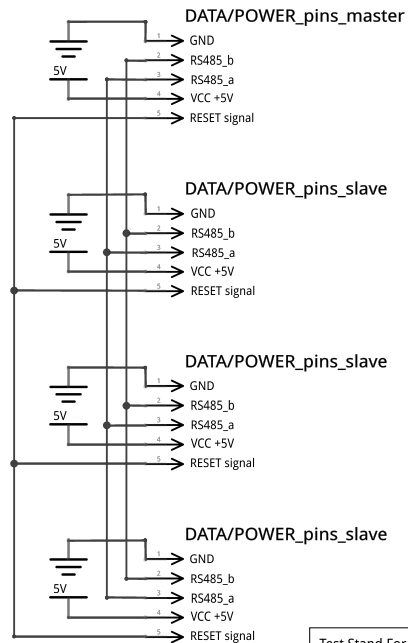 DATA/POWER_pins_master
1 GND
2 RS485_b
5V
3 RS485_a
4 VCC +5V
5 RESET signal
DATA/POWER_pins_slave
1 GND
2 RS485_b
5V
3 RS485_a
4 VCC +5V
5 RESET signal
DATA/POWER_pins_slave
1 GND
2 RS485_b
5V
3 RS485_a
4 VCC +5V
5 RESET signal
DATA/POWER_pins_slave
1 GND
2 RS485_b
5V
3 RS485_a
4 VCC +5V
5 RESET signal
Test Stand For